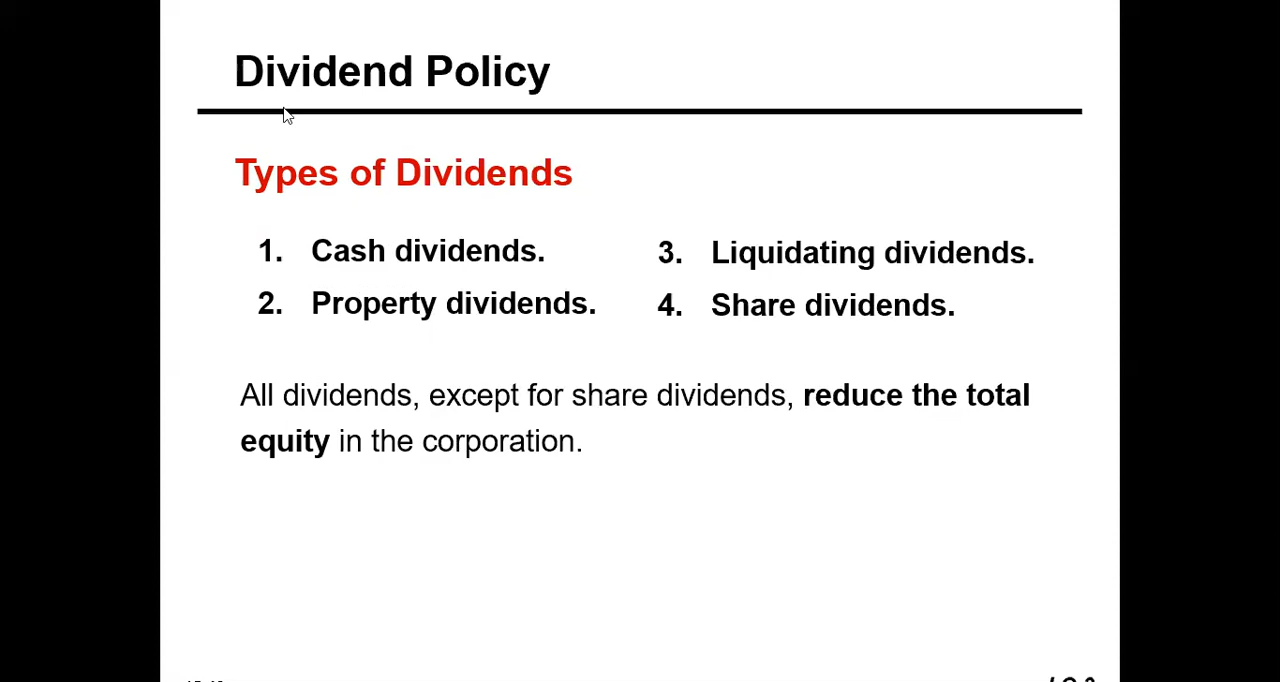 Dividend Policy
Types of Dividends
1. Cash dividends.
2. Property dividends.
3. Liquidating dividends.
4. Share dividends.
All dividends, except for share dividends, reduce the total
equity in the corporation.